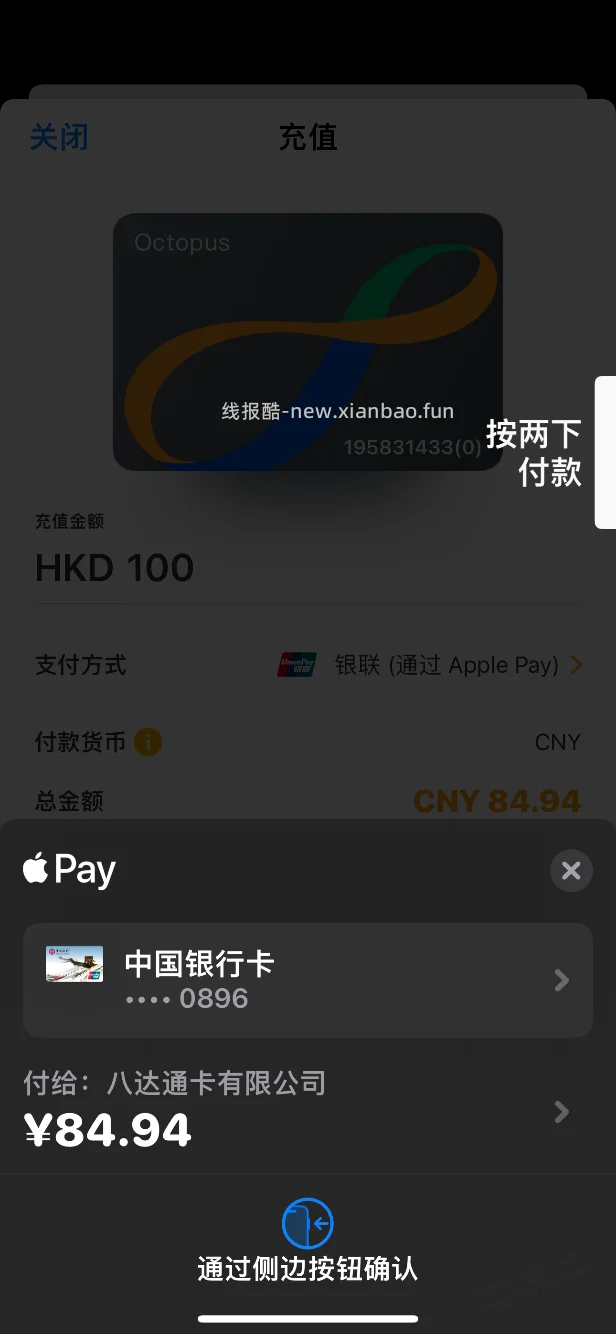 关闭
充值
Octopus
线报酷-new.xianbao.fun
195831433(0)
按两下
付款
充值金额
HKD 100
支付方式
UnionPay
银联
银联 (通过 Apple Pay)
付款货币
CNY
总金额
CNY 84.94
Pay
中国银行卡
•••• 0896
付给：八达通卡有限公司
¥84.94
通过侧边按钮确认